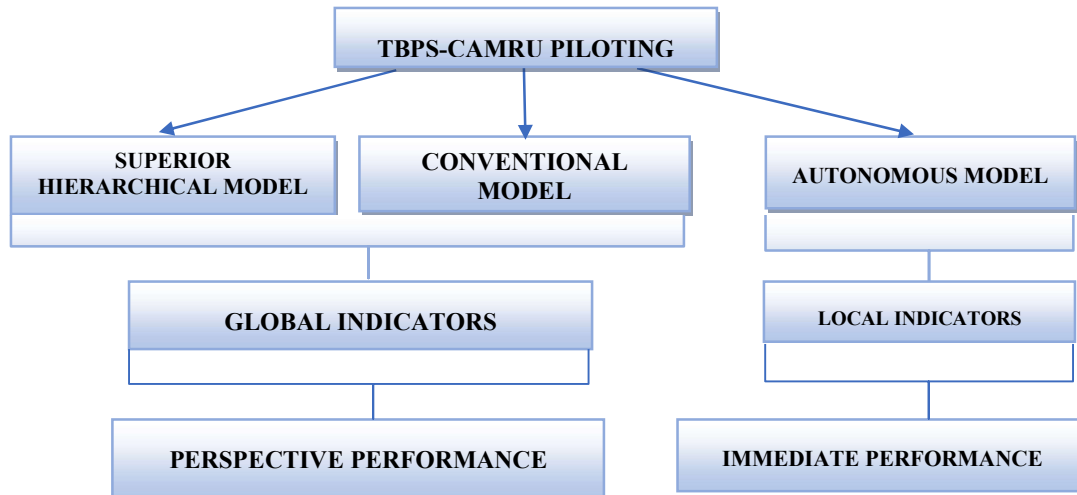 TBPS-CAMRU PILOTING
SUPERIOR
HIERARCHICAL MODEL
CONVENTIONAL
MODEL
AUTONOMOUS MODEL
GLOBAL INDICATORS
LOCAL INDICATORS
PERSPECTIVE PERFORMANCE
IMMEDIATE PERFORMANCE